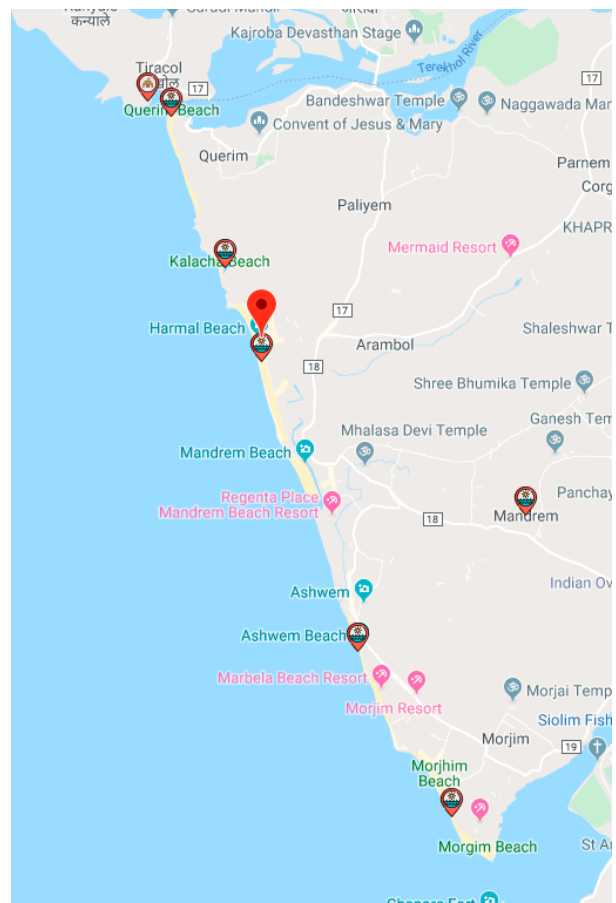 कन्याले
Kajroba Devasthan Stage
Tiracol
17
17
Querim Beach
Terekhol River
Bandeshwar Temple
Naggawada Man
Convent of Jesus & Mary
Querim
Parnem
Corg
Paliyem
KHAPR
Mermaid Resort
Kalacha Beach
17
Harmal Beach
Shaleshwar T
Arambol
18
Shree Bhumika Temple
Ganesh Tem
Mhalasa Devi Temple
Mandrem Beach
Regenta Place
Mandrem Beach Resort
Panchay
Mandrem
18
Indian Ov
Ashwem
Ashwem Beach
Marbela Beach Resort
Morjim Resort
Morjai Temp
Siolim Fish
Morjim
19
Morjhim
Beach
Morgim Beach
St A